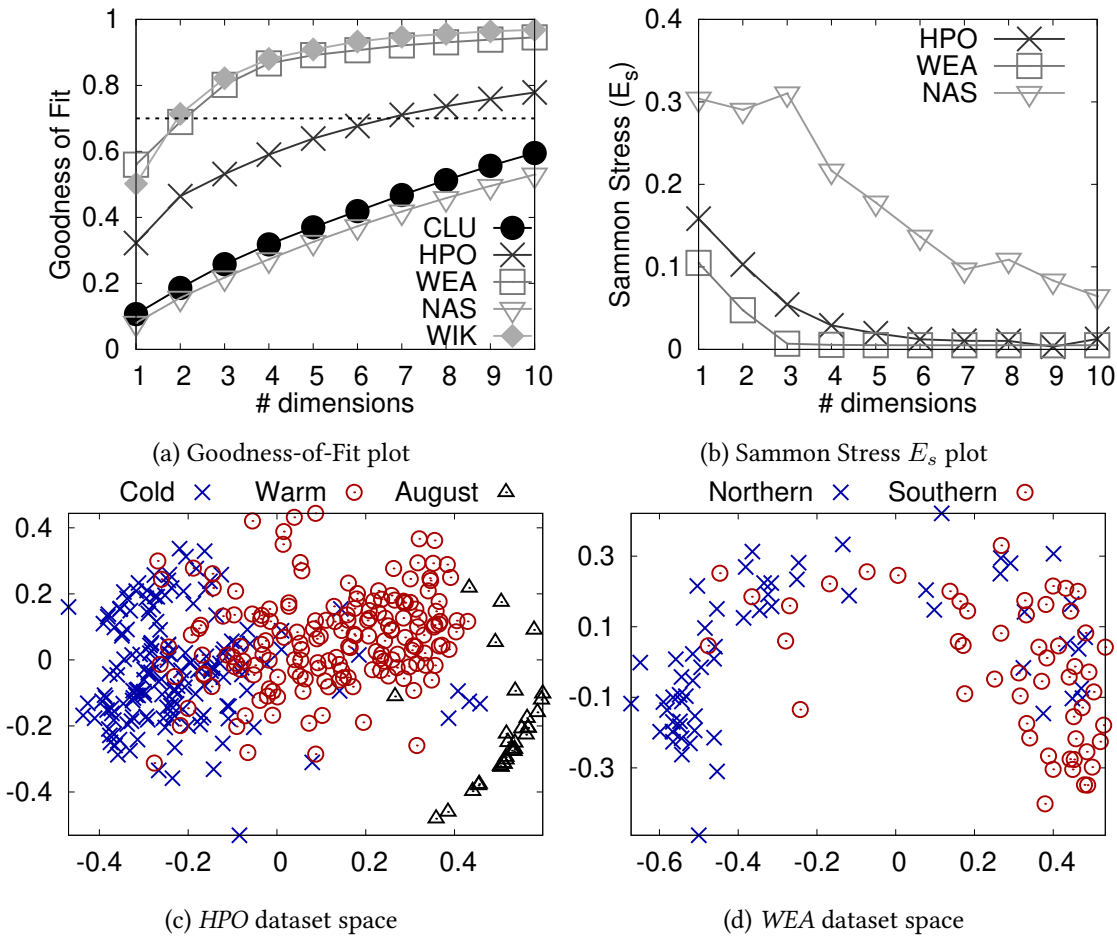 1
0.8
0.6
0.4
0.2
0
Goodness of Fit
CLU
HPO
WEA
NAS
WIK
1 2 3 4 5 6 7 8 9 10
# dimensions
(a) Goodness-of-Fit plot
0.4
0.3
0.2
0.1
0
Sammon Stress (E_s)
HPO
WEA
NAS
1 2 3 4 5 6 7 8 9 10
# dimensions
(b) Sammon Stress E_s plot
Cold Warm August
0.4
0.2
0
-0.2
-0.4
-0.4 -0.2 0 0.2 0.4
(c) HPO dataset space
Northern Southern
0.3
0.1
-0.1
-0.3
-0.6 -0.4 -0.2 0 0.2 0.4
(d) WEA dataset space